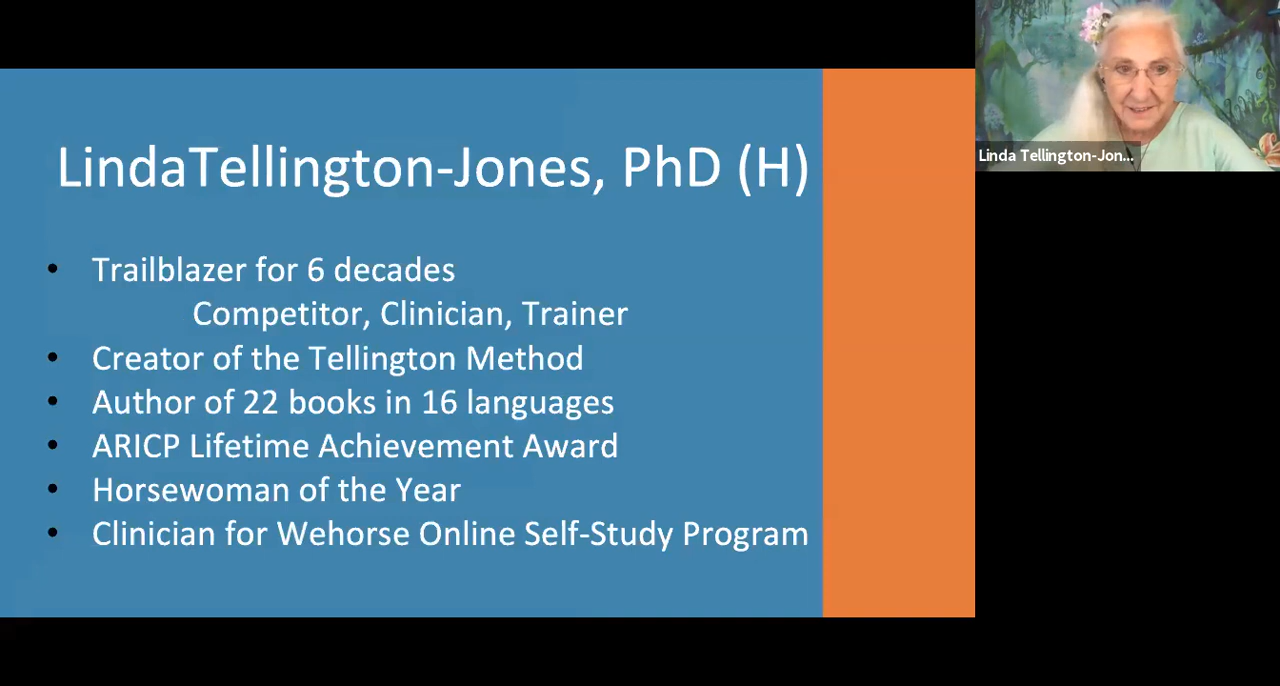 LindaTellington-Jones, PhD (H)
• Trailblazer for 6 decades
Competitor, Clinician, Trainer
• Creator of the Tellington Method
• Author of 22 books in 16 languages
• ARICP Lifetime Achievement Award
• Horsewoman of the Year
• Clinician for Wehorse Online Self-Study Program
Linda Tellington-Jon...